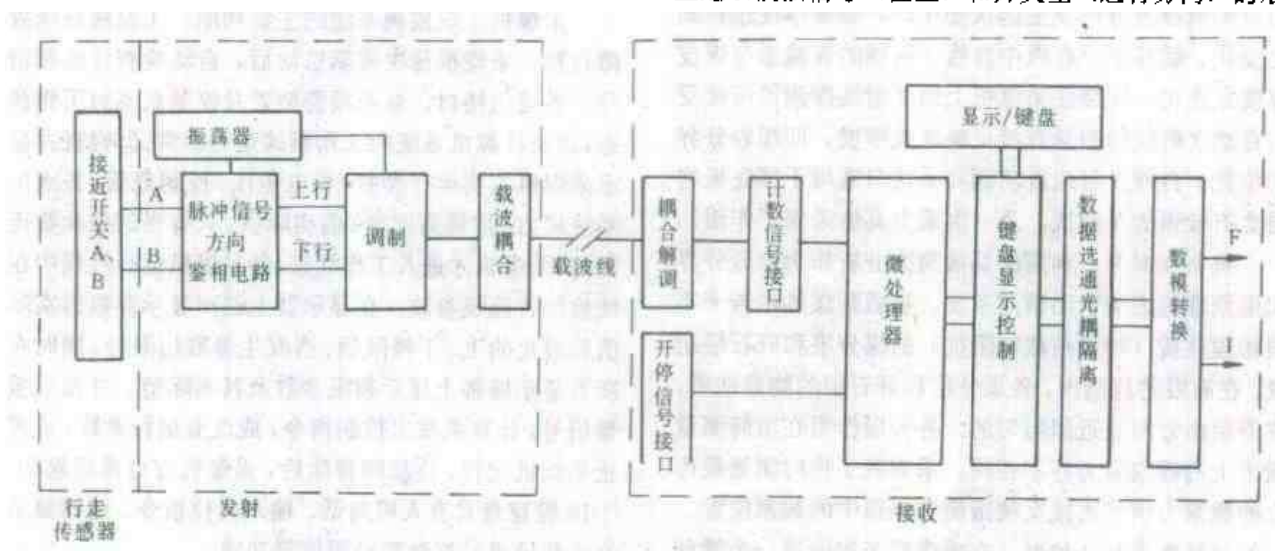 振荡器
接近开关AB
A
B
脉冲信号
方向
鉴相电路
上行
下行
调制
载波耦合
载波线
行走
传感器
发射
显示/键盘
耦合解调
计数信号接口
开停信号接口
微处理器
键盘显示控制
数据选通光耦隔离
数模转换
F
I
接收